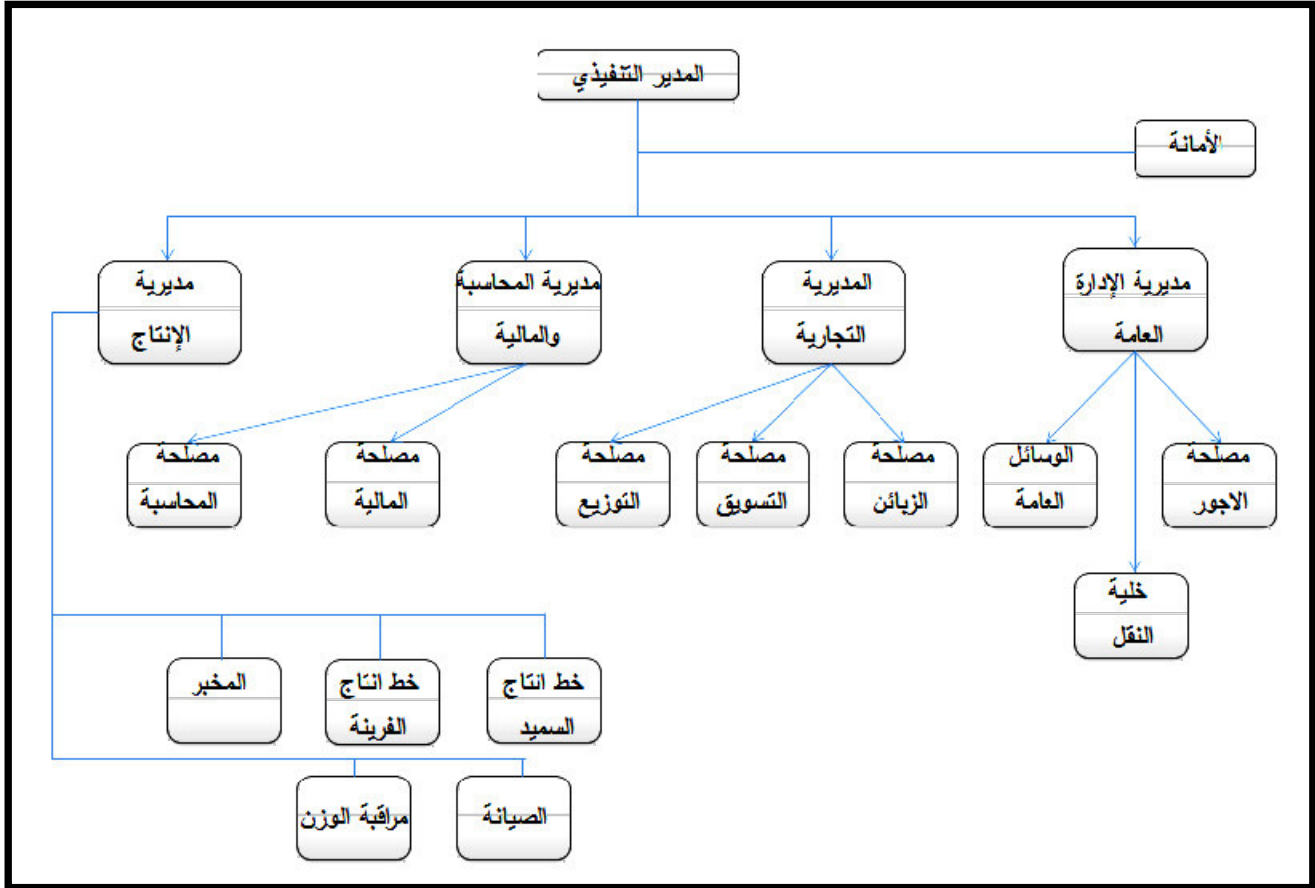 المدير التنفيذي
الأمانة
مديرية الإدارة
العامة
المديرية
التجارية
مديرية المحاسبة
والمالية
مديرية
الإنتاج
مصلحة
الاجور
الوسائل
العامة
خلية
النقل
مصلحة
الزبائن
مصلحة
التسويق
مصلحة
التوزيع
مصلحة
المالية
مصلحة
المحاسبة
خط انتاج
السميد
خط انتاج
الفرينة
المخبر
الصيانة
مراقبة الوزن